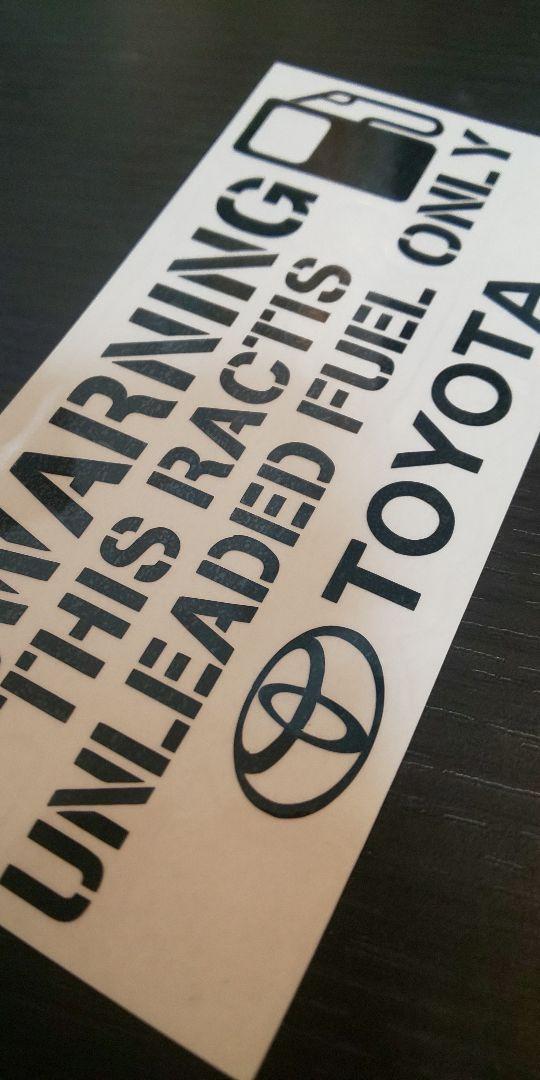 WARNING
THIS RACTIS
UNLEADED FUEL ONLY
TOYOTA